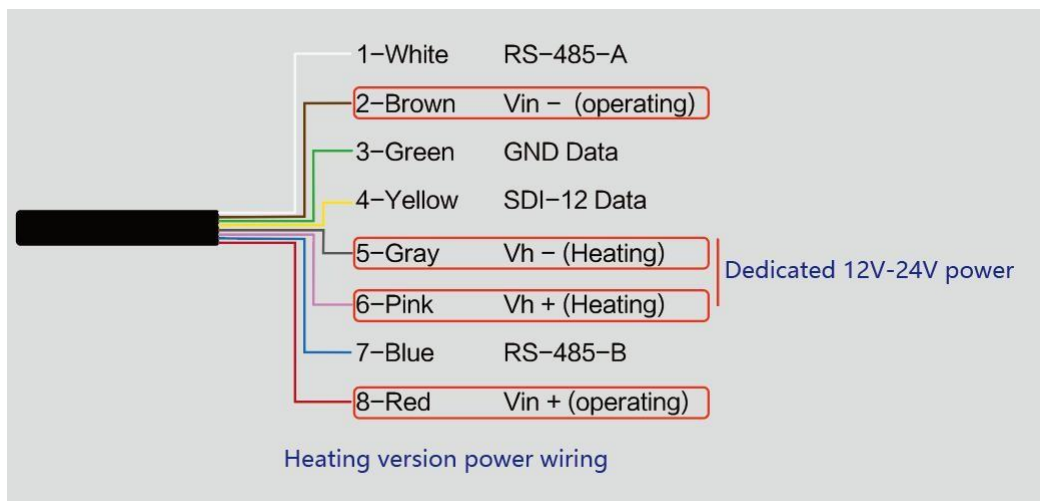 1-White RS-485-A
2-Brown Vin - (operating)
3-Green GND Data
4-Yellow SDI-12 Data
5-Gray Vh - (Heating)
Dedicated 12V-24V power
6-Pink Vh + (Heating)
7-Blue RS-485-B
8-Red Vin + (operating)
Heating version power wiring